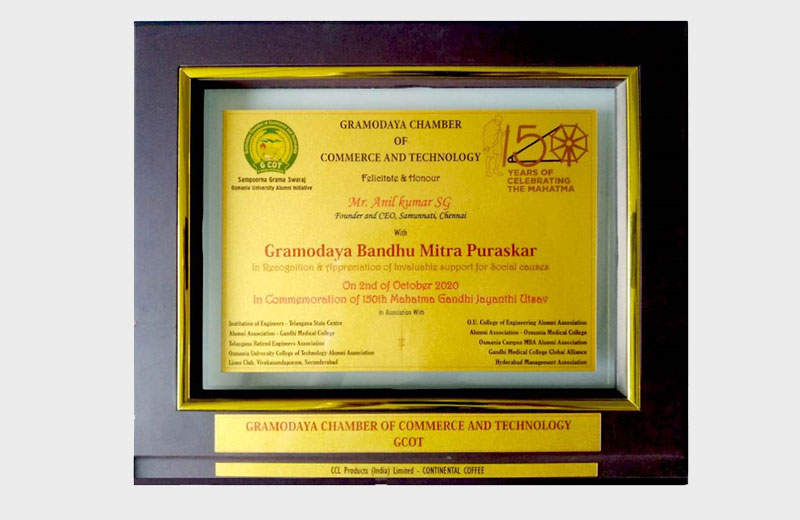 GRAMODAYA CHAMBER
OF
COMMERCE AND TECHNOLOGY
Felicitate & Honour
Mr. Anil kumar SG
Founder and CEO, Samunnati, Chennai
With
Gramodaya Bandhu Mitra Puraskar
In Recognition & Appreciation of Invaluable support for Social causes
On 2nd of October 2020
In Commemoration of 150th Mahatma Gandhi Jayanthi Utsav
In Association With
G COT
Sampoorna Grama Swaraj
Osmania University Alumni Initiative
150
YEARS OF
CELEBRATING
THE MAHATMA
Institution of Engineers - Telangana State Centre
Alumni Association - Gandhi Medical College
Telangana Retired Engineers Association
Osmania University College of Technology Alumni Association
Lions Club, Vivekanandapuram, Secunderabad
O.U. College of Engineering Alumni Association
Alumni Association - Osmania Medical College
Osmania Campus MBA Alumni Association
Gandhi Medical College Global Alliance
Hyderabad Management Association
GRAMODAYA CHAMBER OF COMMERCE AND TECHNOLOGY
GCOT
CCL Products (India) Limited - CONTINENTAL COFFEE